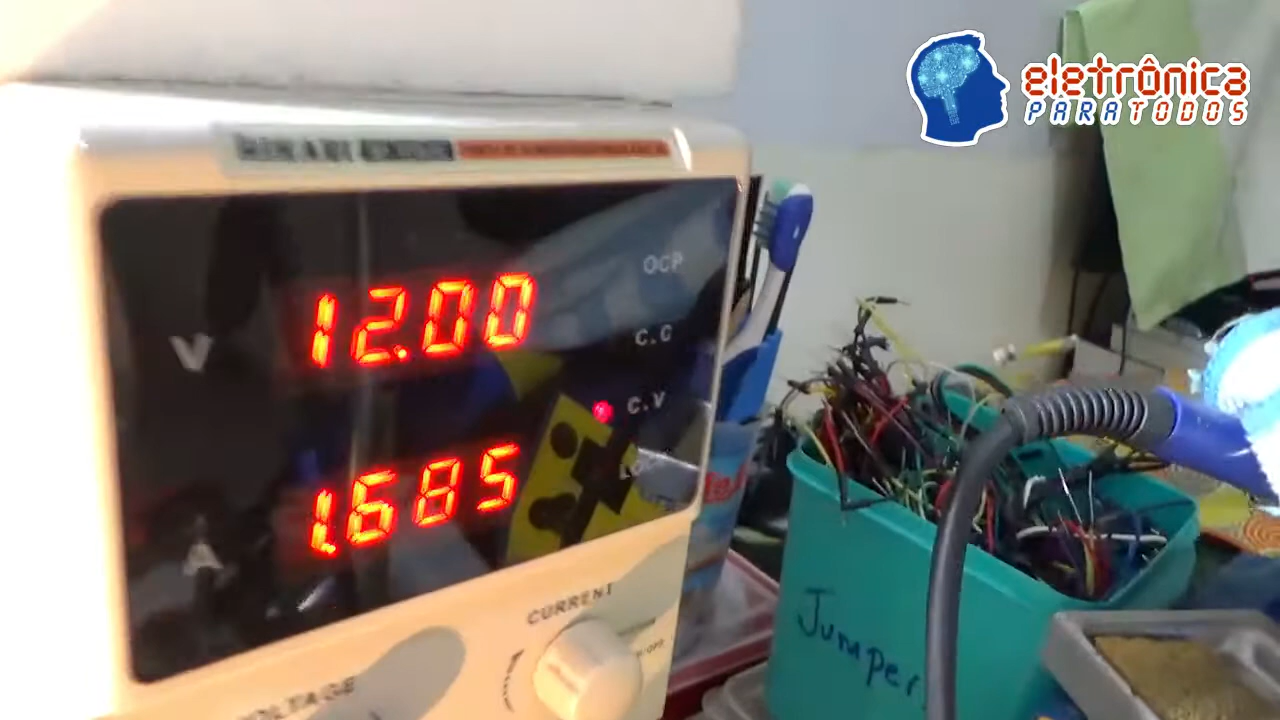 eletrônica
PARATODOS
OCP
V
12.00
C.C
C.V
A
1.685
CURRENT
VOLTAGE
Jumper